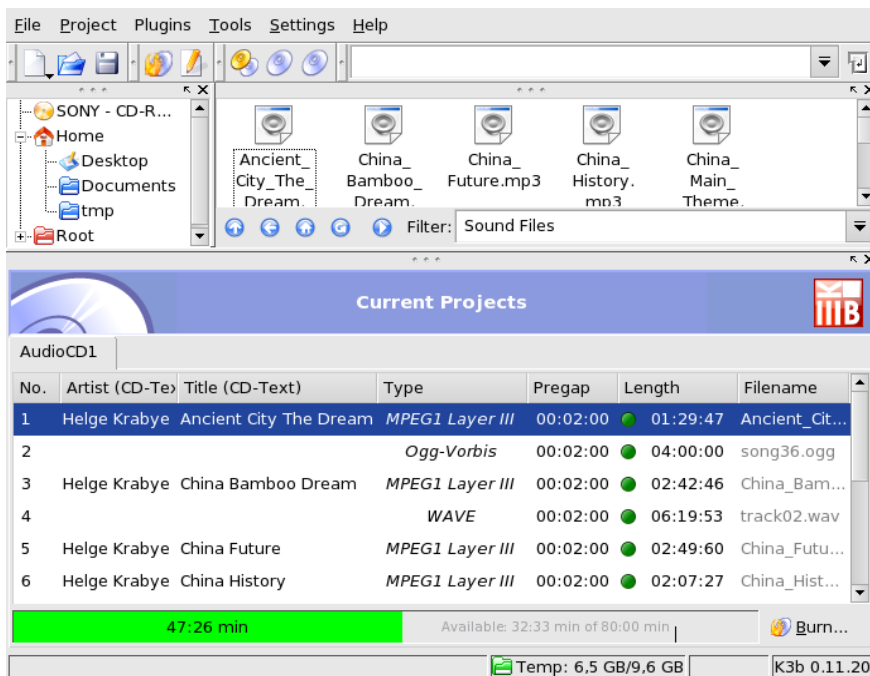 File Project Plugins Tools Settings Help
SONY - CD-R...
Home
Desktop
Documents
tmp
Root
Ancient_ China_ China_ China_ China_
City_The_ Bamboo_ Future.mp3 History. Main_
Dream. Dream. mp3 Theme.
Filter: Sound Files
Current Projects
AudioCD1
No. Artist (CD-Tex Title (CD-Text) Type Pregap Length Filename
1 Helge Krabye Ancient City The Dream MPEG1 Layer III 00:02:00 01:29:47 Ancient_Cit...
2 Ogg-Vorbis 00:02:00 04:00:00 song36.ogg
3 Helge Krabye China Bamboo Dream MPEG1 Layer III 00:02:00 02:42:46 China_Bam...
4 WAVE 00:02:00 06:19:53 track02.wav
5 Helge Krabye China Future MPEG1 Layer III 00:02:00 02:49:60 China_Futu...
6 Helge Krabye China History MPEG1 Layer III 00:02:00 02:07:27 China_Hist...
47:26 min Available: 32:33 min of 80:00 min Burn...
Temp: 6,5 GB/9,6 GB K3b 0.11.20